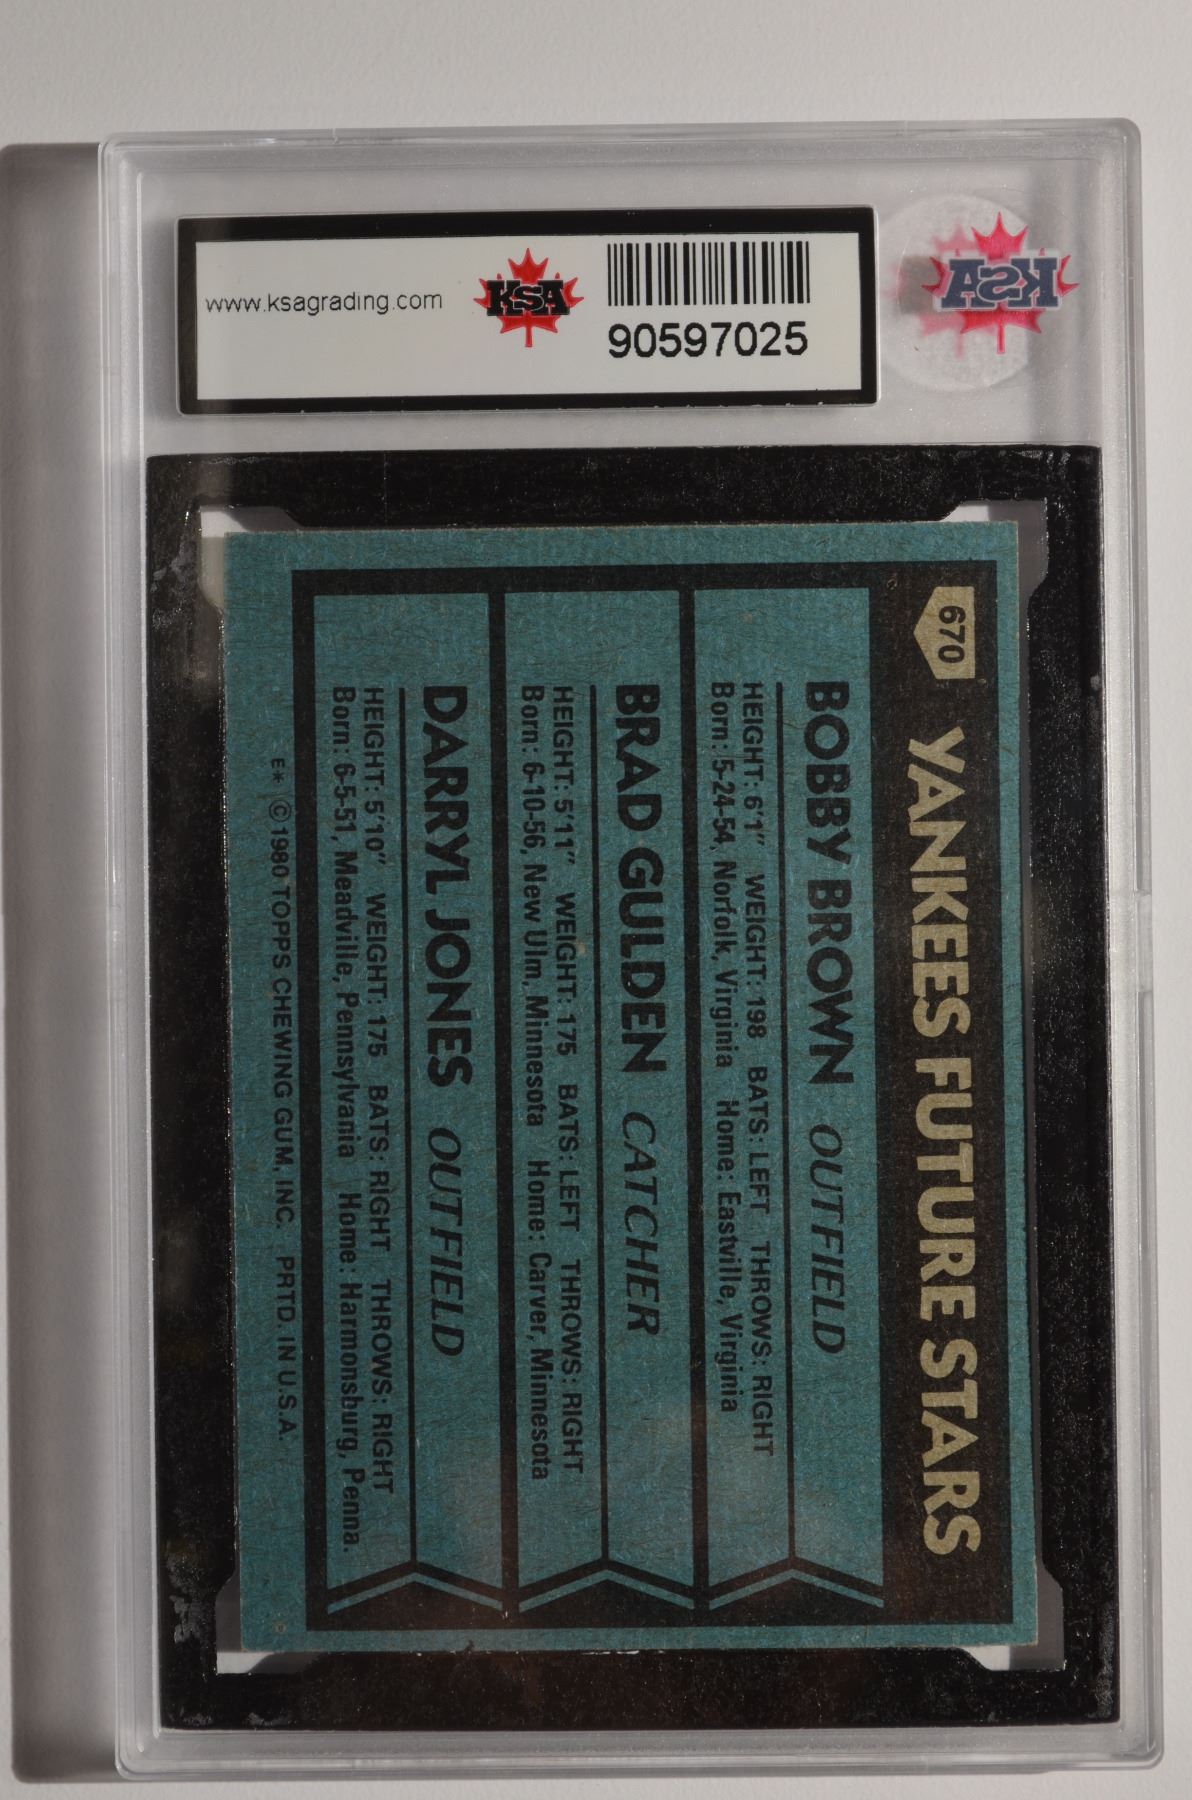 www.ksagrading.com
KSA
90597025
KSA
670
YANKEES FUTURE STARS
BOBBY BROWN OUTFIELD
HEIGHT: 6'1" WEIGHT: 198 BATS: LEFT THROWS: RIGHT
Born: 5-24-54, Norfolk, Virginia Home: Eastville, Virginia
BRAD GULDEN CATCHER
HEIGHT: 5'11" WEIGHT: 175 BATS: LEFT THROWS: RIGHT
Born: 6-10-56, New Ulm, Minnesota Home: Carver, Minnesota
DARRYL JONES OUTFIELD
HEIGHT: 5'10" WEIGHT: 175 BATS: RIGHT THROWS: RIGHT
Born: 6-5-51, Meadville, Pennsylvania Home: Harmonsburg, Penna.
E* © 1980 TOPPS CHEWING GUM, INC. PRTD. IN U.S.A.